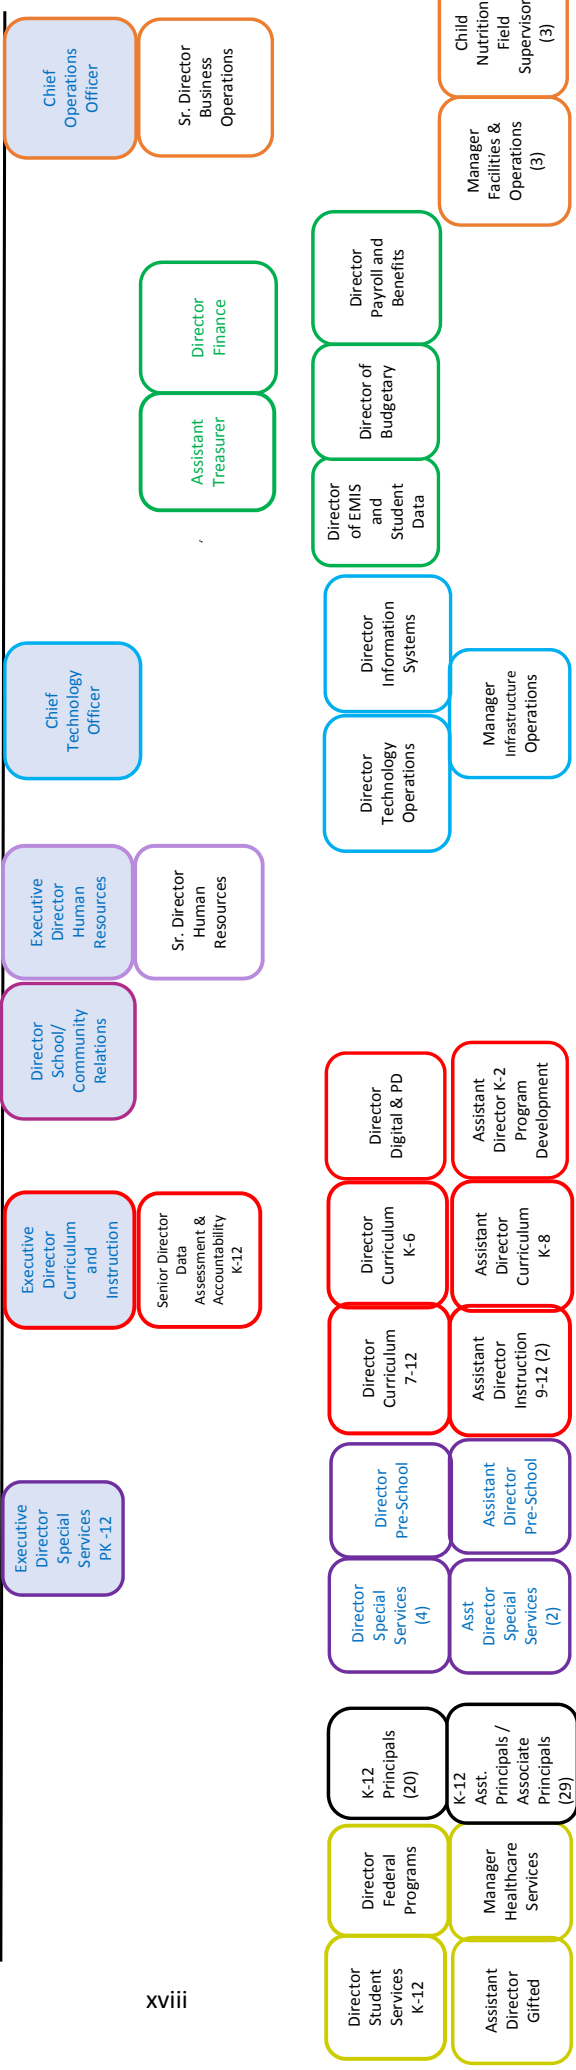 Chief
Operations
Officer
Sr. Director
Business
Operations
Child
Nutrition
Field
Supervisor
(3)
Manager
Facilities &
Operations
(3)
Director
Finance
Assistant
Treasurer
Director
Payroll and
Benefits
Director of
Budgetary
Director
of EMIS
and
Student
Data
Chief
Technology
Officer
Director
Information
Systems
Director
Technology
Operations
Manager
Infrastructure
Operations
Executive
Director
Human
Resources
Sr. Director
Human
Resources
Director
School/
Community
Relations
Executive
Director
Curriculum
and
Instruction
Senior Director
Data
Assessment &
Accountability
K-12
Director
Digital & PD
Assistant
Director K-2
Program
Development
Director
Curriculum
K-6
Assistant
Director
Curriculum
K-8
Director
Curriculum
7-12
Assistant
Director
Instruction
9-12 (2)
Executive
Director
Special
Services
PK -12
Director
Pre-School
Assistant
Director
Pre-School
Director
Special
Services
(4)
Asst
Director
Special
Services
(2)
K-12
Principals
(20)
K-12
Asst.
Principals /
Associate
Principals
(29)
Director
Federal
Programs
Manager
Healthcare
Services
Director
Student
Services
K-12
Assistant
Director
Gifted
xviii